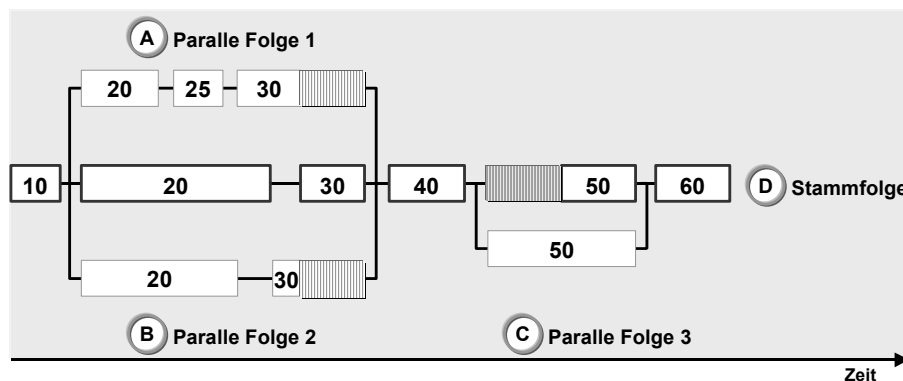 A Paralle Folge 1
20 25 30
10 20 30 40 50 60 D Stammfolge
50
20 30
B Paralle Folge 2 C Paralle Folge 3
Zeit